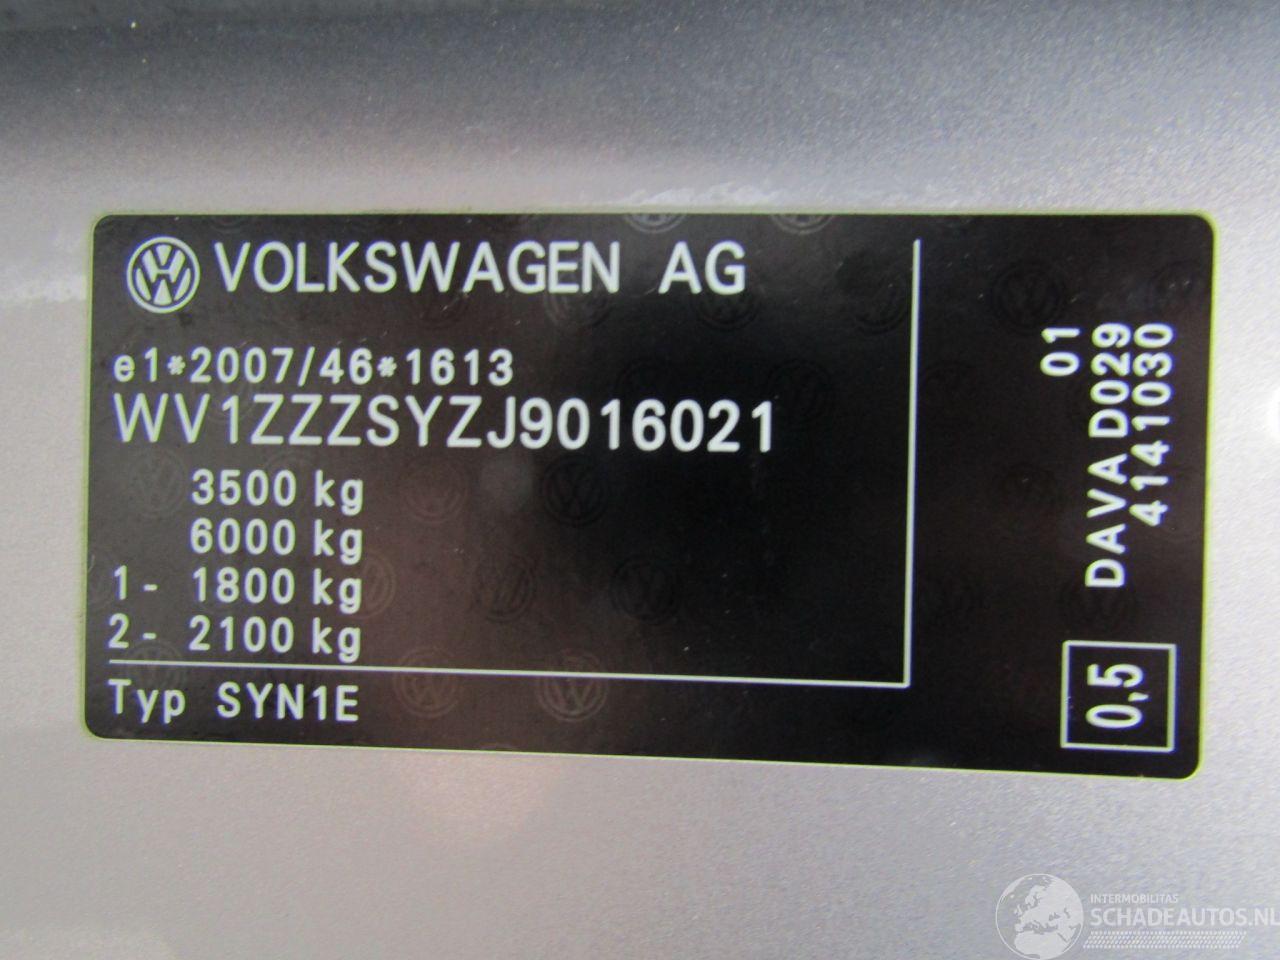 VOLKSWAGEN AG
e1*2007/46*1613
WV1ZZZSYZJ9016021
3500 kg
6000 kg
1- 1800 kg
2- 2100 kg
Typ SYN1E
01
DAVA D029
4141030
0,5
INTERMOBILITAS
SCHADEAUTOS.NL